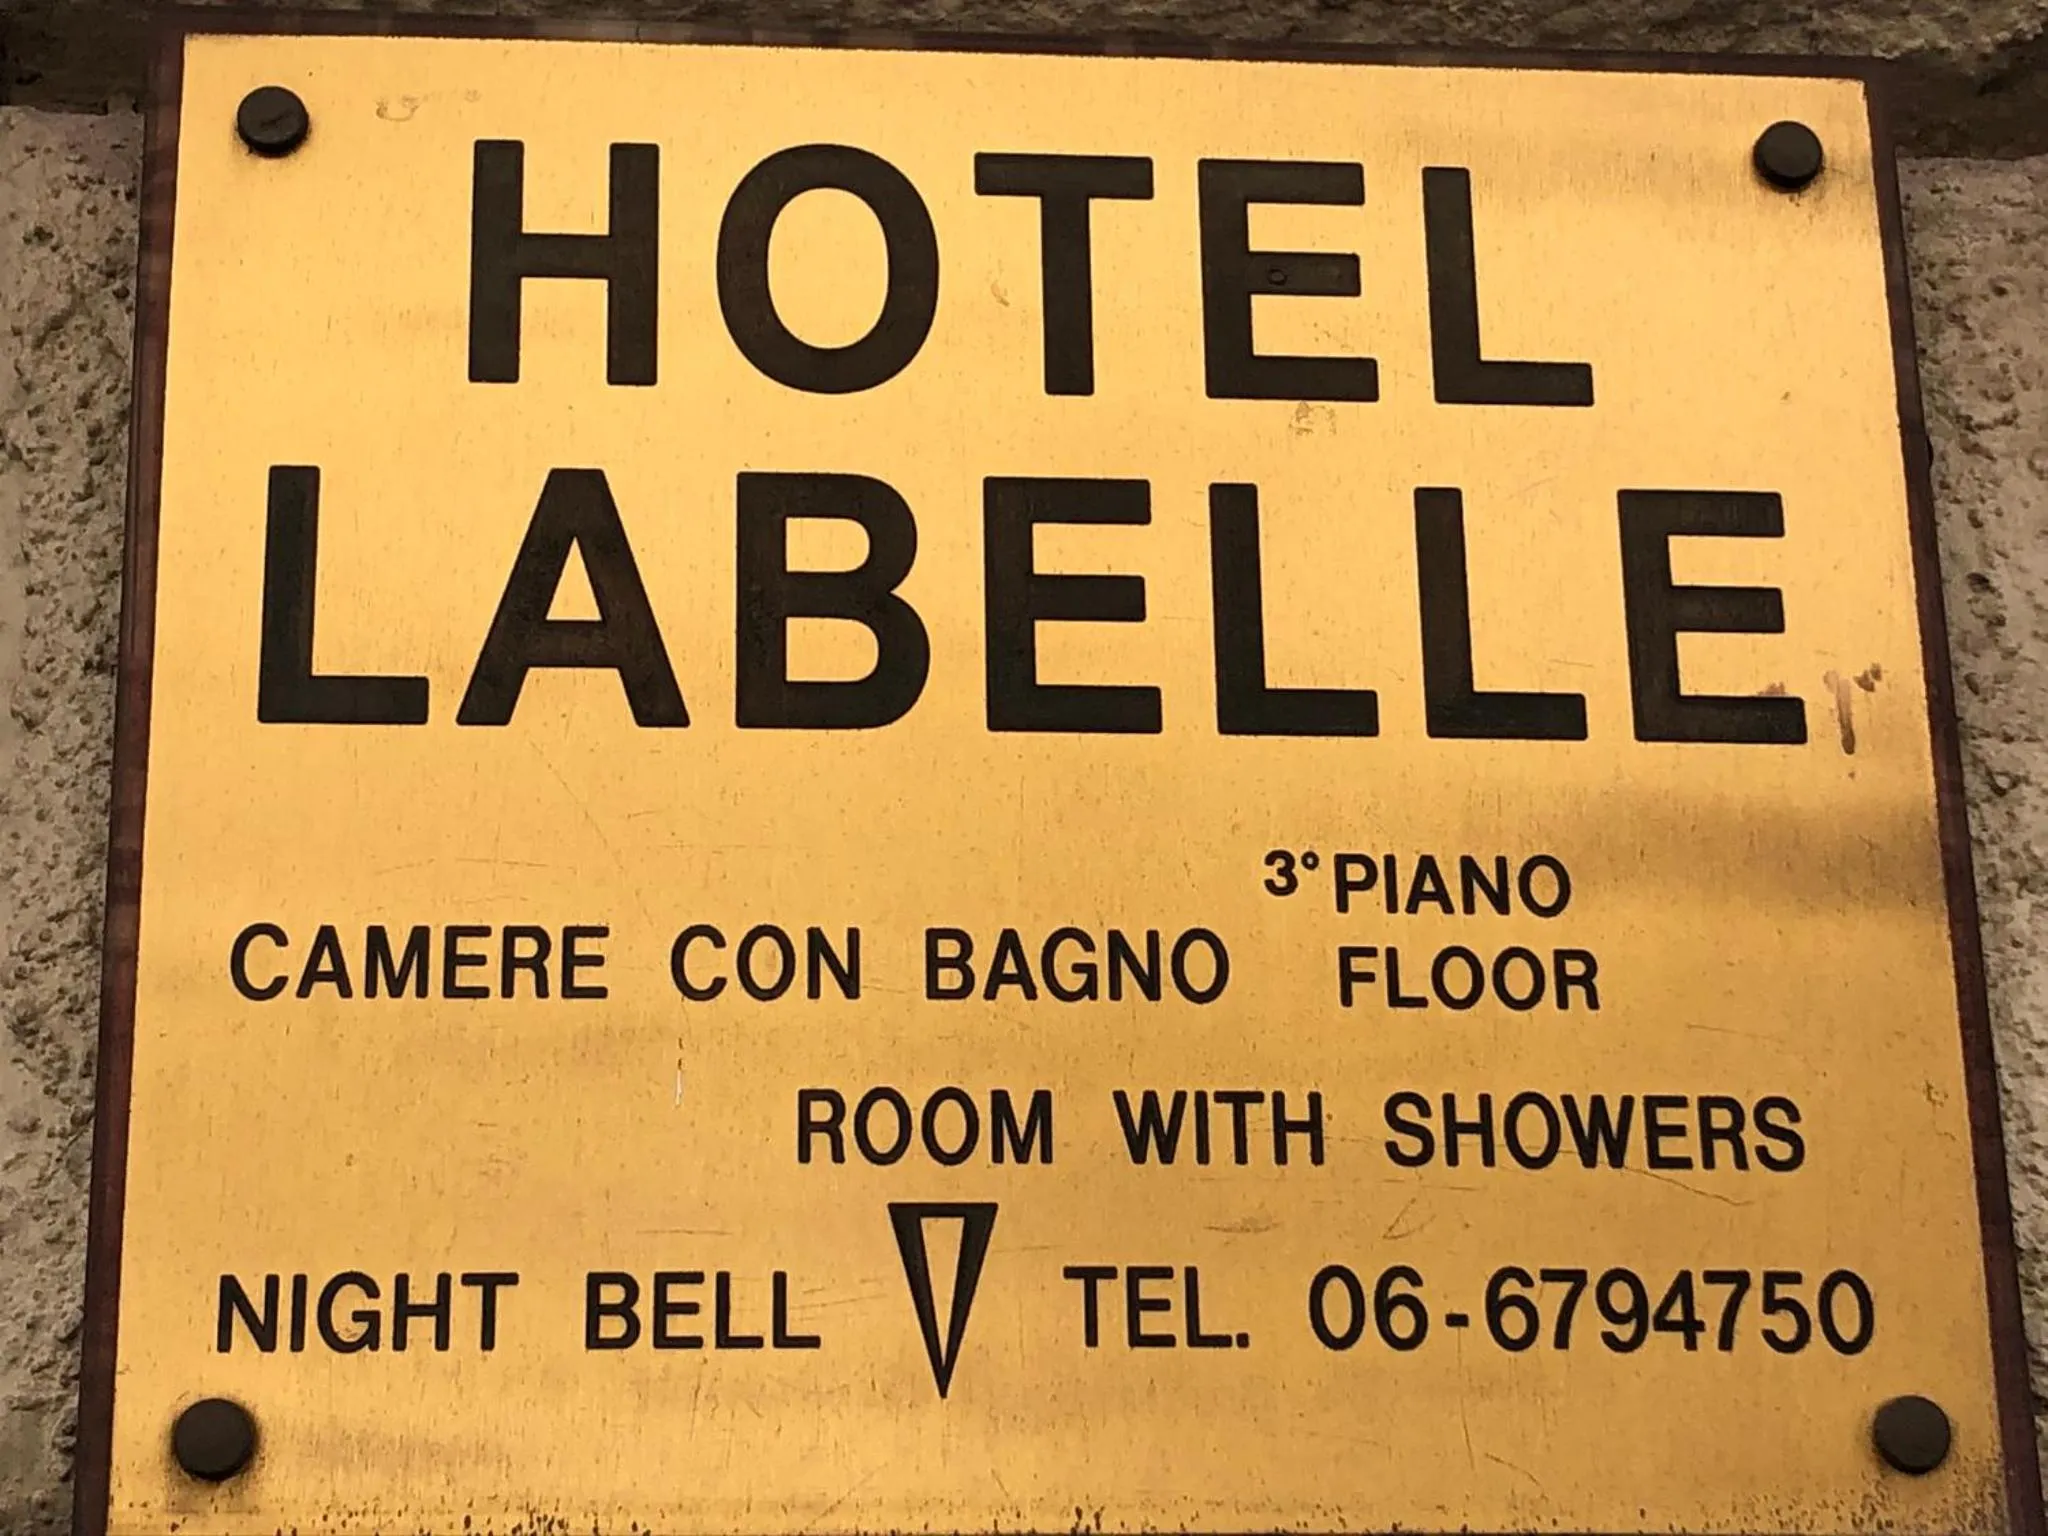 HOTEL
LABELLE
3° PIANO
CAMERE CON BAGNO FLOOR
ROOM WITH SHOWERS
NIGHT BELL TEL. 06-6794750